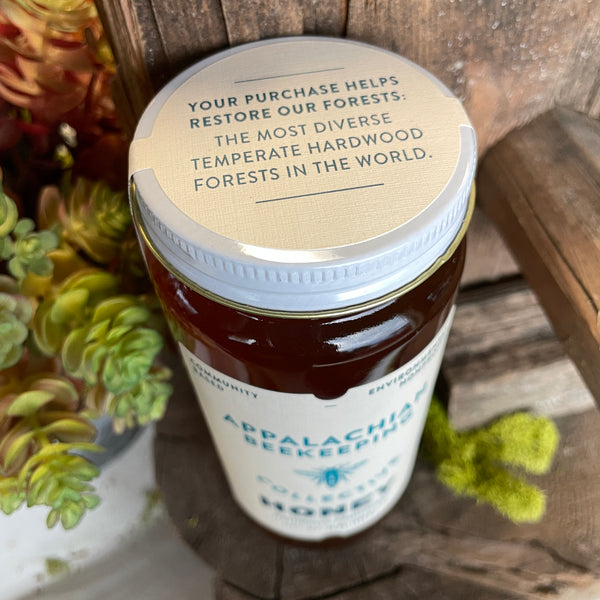 YOUR PURCHASE HELPS
RESTORE OUR FORESTS:
THE MOST DIVERSE
TEMPERATE HARDWOOD
FORESTS IN THE WORLD.
COMMUNITY
BASED
APPALACHIAN
BEEKEEPING
COLLECTIVE
HONEY